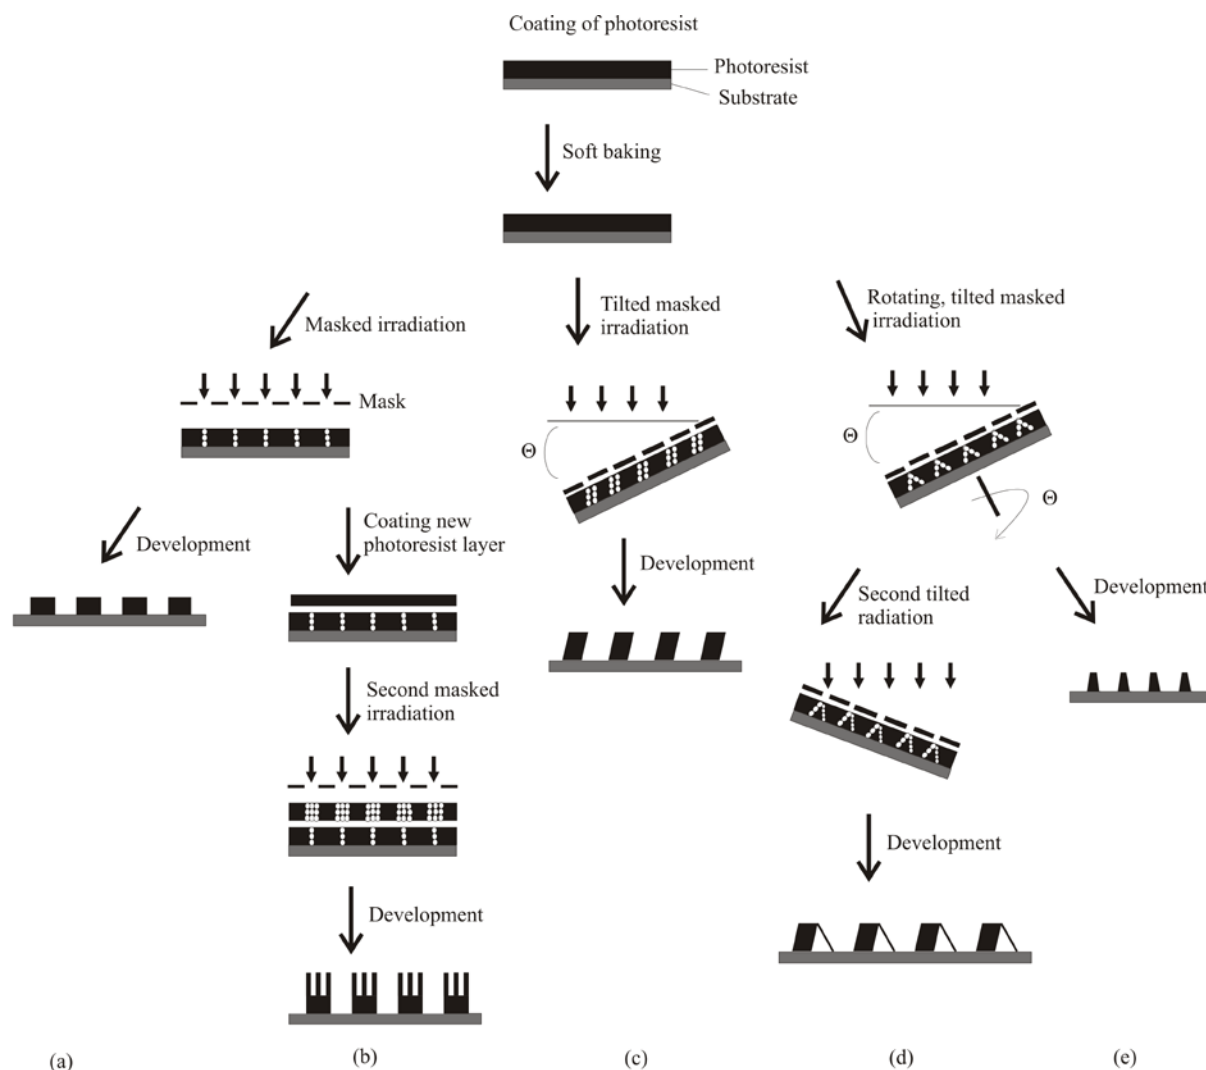 Coating of photoresist
Photoresist
Substrate
Soft baking
Masked irradiation
Tilted masked
irradiation
Rotating, tilted masked
irradiation
Mask
Θ
Θ
Θ
Development
Coating new
photoresist layer
Development
Second tilted
radiation
Development
Second masked
irradiation
Development
Development
(a)
(b)
(c)
(d)
(e)